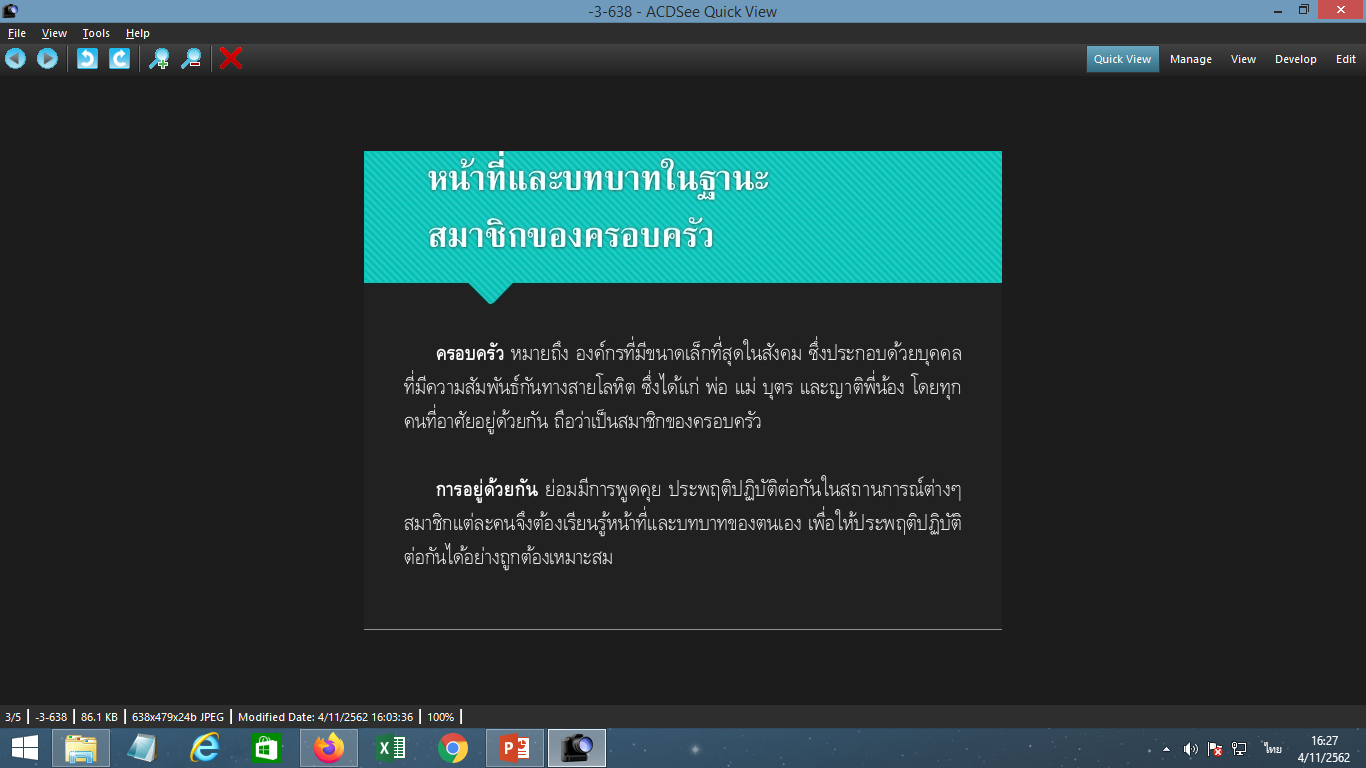 -3-638 - ACDSee Quick View
File View Tools Help
Quick View Manage View Develop Edit
หน้าที่และบทบาทในฐานะ
สมาชิกของครอบครัว
ครอบครัว หมายถึง องค์กรที่มีขนาดเล็กที่สุดในสังคม ซึ่งประกอบด้วยบุคคล
ที่มีความสัมพันธ์กันทางสายโลหิต ซึ่งได้แก่ พ่อ แม่ บุตร และญาติพี่น้อง โดยทุก
คนที่อาศัยอยู่ด้วยกัน ถือว่าเป็นสมาชิกของครอบครัว
การอยู่ด้วยกัน ย่อมมีการพูดคุย ประพฤติปฏิบัติต่อกันในสถานการณ์ต่างๆ
สมาชิกแต่ละคนจึงต้องเรียนรู้หน้าที่และบทบาทของตนเอง เพื่อให้ประพฤติปฏิบัติ
ต่อกันได้อย่างถูกต้องเหมาะสม
3/5 -3-638 86.1 KB 638x479x24b JPEG Modified Date: 4/11/2562 16:03:36 100%
ไทย 16:27
4/11/2562